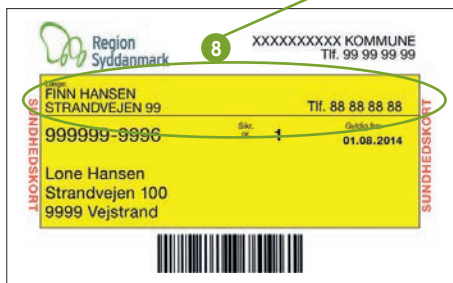 Region
Syddanmark
8
XXXXXXXXXX KOMMUNE
Tlf. 99 99 99 99
Læge:
FINN HANSEN
STRANDVEJEN 99
Tlf. 88 88 88 88
999999-9996
Sikr.
gr.
1
Gyldig fra:
01.08.2014
Lone Hansen
Strandvejen 100
9999 Vejstrand
SUNDHEDSKORT
SUNDHEDSKORT